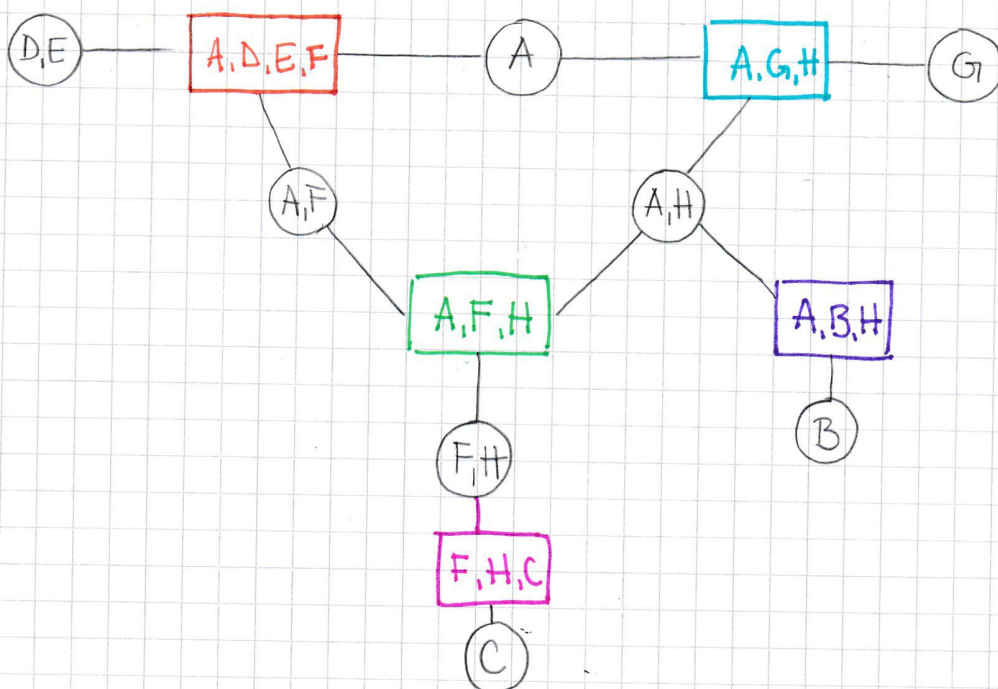 D,E
A,D,E,F
A
A,G,H
G
A,F
A,H
A,F,H
A,B,H
B
F,H
F,H,C
C